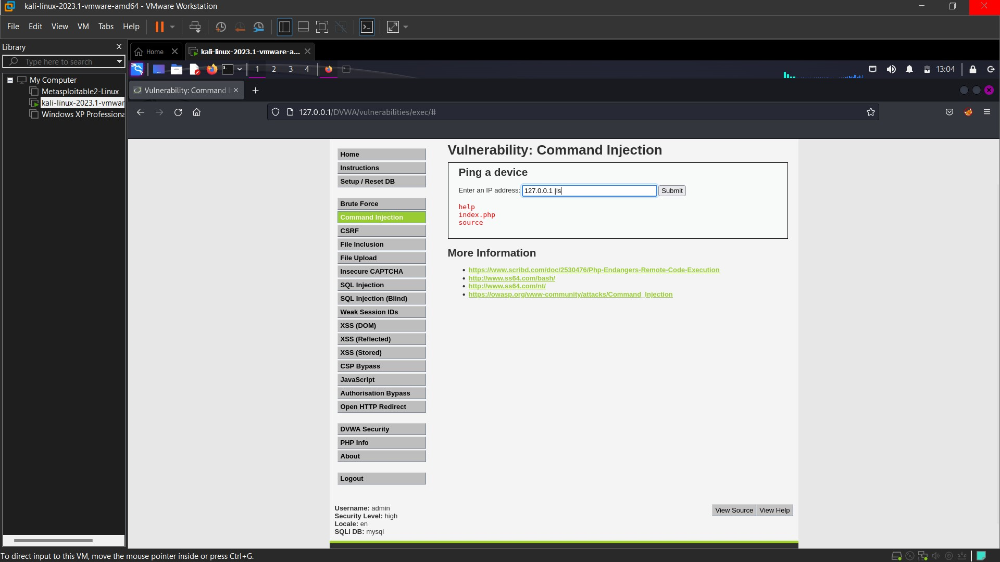 kali-linux-2023.1-vmware-amd64 - VMware Workstation
File Edit View VM Tabs Help
Library
Type here to search
My Computer
Metasploitable2-Linux
kali-linux-2023.1-vmwar
Windows XP Professiona
Home
kali-linux-2023.1-vmware-a...
1 2 3 4
13:04
Vulnerability: Command I
127.0.0.1/DVWA/vulnerabilities/exec/#
Home
Instructions
Setup / Reset DB
Brute Force
Command Injection
CSRF
File Inclusion
File Upload
Insecure CAPTCHA
SQL Injection
SQL Injection (Blind)
Weak Session IDs
XSS (DOM)
XSS (Reflected)
XSS (Stored)
CSP Bypass
JavaScript
Authorisation Bypass
Open HTTP Redirect
DVWA Security
PHP Info
About
Logout
Vulnerability: Command Injection
Ping a device
Enter an IP address: 127.0.0.1 |ls Submit
help
index.php
source
More Information
https://www.scribd.com/doc/2530476/Php-Endangers-Remote-Code-Execution
http://www.ss64.com/bash/
http://www.ss64.com/nt/
https://owasp.org/www-community/attacks/Command_Injection
Username: admin
Security Level: high
Locale: en
SQLi DB: mysql
View Source View Help
To direct input to this VM, move the mouse pointer inside or press Ctrl+G.